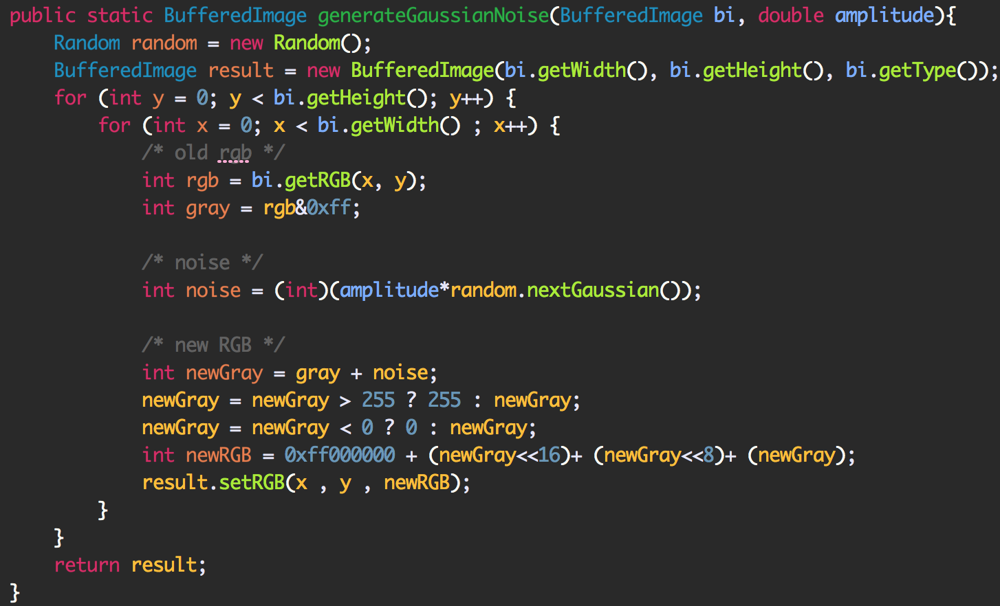 public static BufferedImage generateGaussianNoise(BufferedImage bi, double amplitude){
    Random random = new Random();
    BufferedImage result = new BufferedImage(bi.getWidth(), bi.getHeight(), bi.getType());
    for (int y = 0; y < bi.getHeight(); y++) {
        for (int x = 0; x < bi.getWidth() ; x++) {
            /* old rgb */
            int rgb = bi.getRGB(x, y);
            int gray = rgb&0xff;

            /* noise */
            int noise = (int)(amplitude*random.nextGaussian());

            /* new RGB */
            int newGray = gray + noise;
            newGray = newGray > 255 ? 255 : newGray;
            newGray = newGray < 0 ? 0 : newGray;
            int newRGB = 0xff000000 + (newGray<<16)+ (newGray<<8)+ (newGray);
            result.setRGB(x , y , newRGB);
        }
    }
    return result;
}